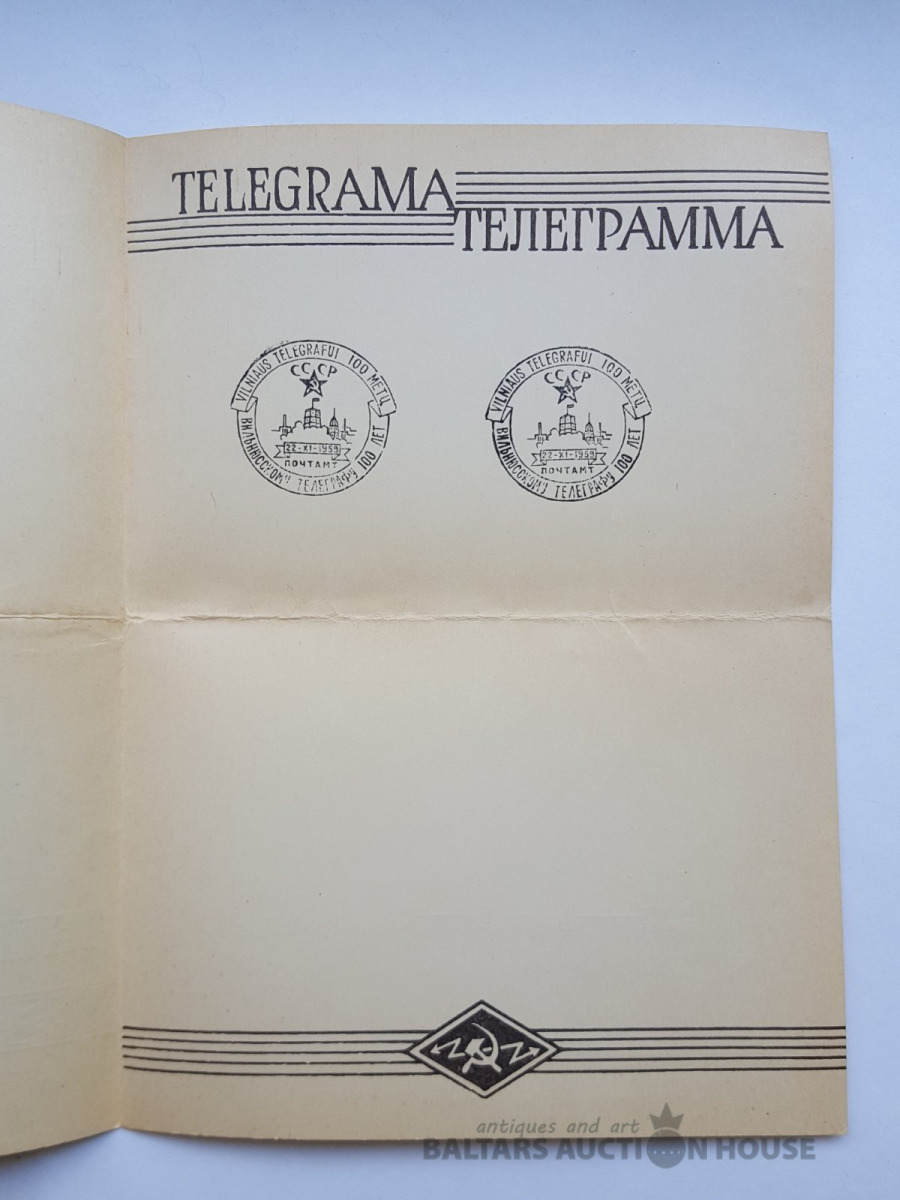 TELEGRAMA
ТЕЛЕГРАММА
VILNIAUS TELEGRAFUI 100 METŲ
СССР
22-XI-1959
ПОЧТАМТ
ВИЛЬНЮССКОМУ ТЕЛЕГРАФУ 100 ЛЕТ
VILNIAUS TELEGRAFUI 100 METŲ
СССР
22-XI-1959
ПОЧТАМТ
ВИЛЬНЮССКОМУ ТЕЛЕГРАФУ 100 ЛЕТ
antiques and art
BALTARS AUCTION HOUSE